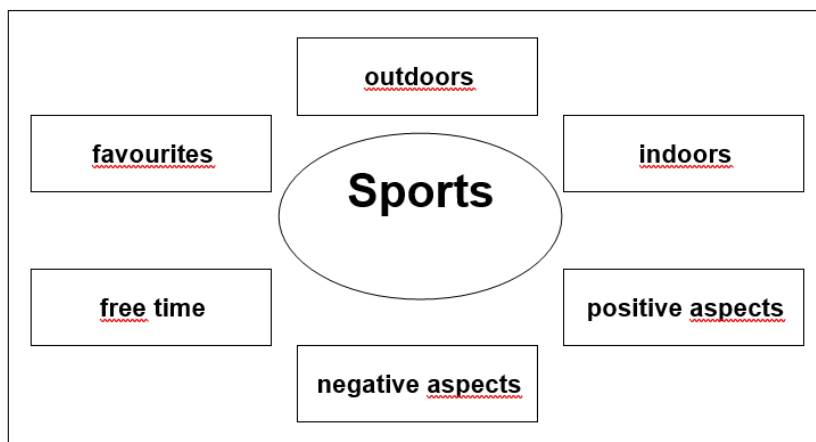 outdoors
favourites
indoors
Sports
free time
positive aspects
negative aspects